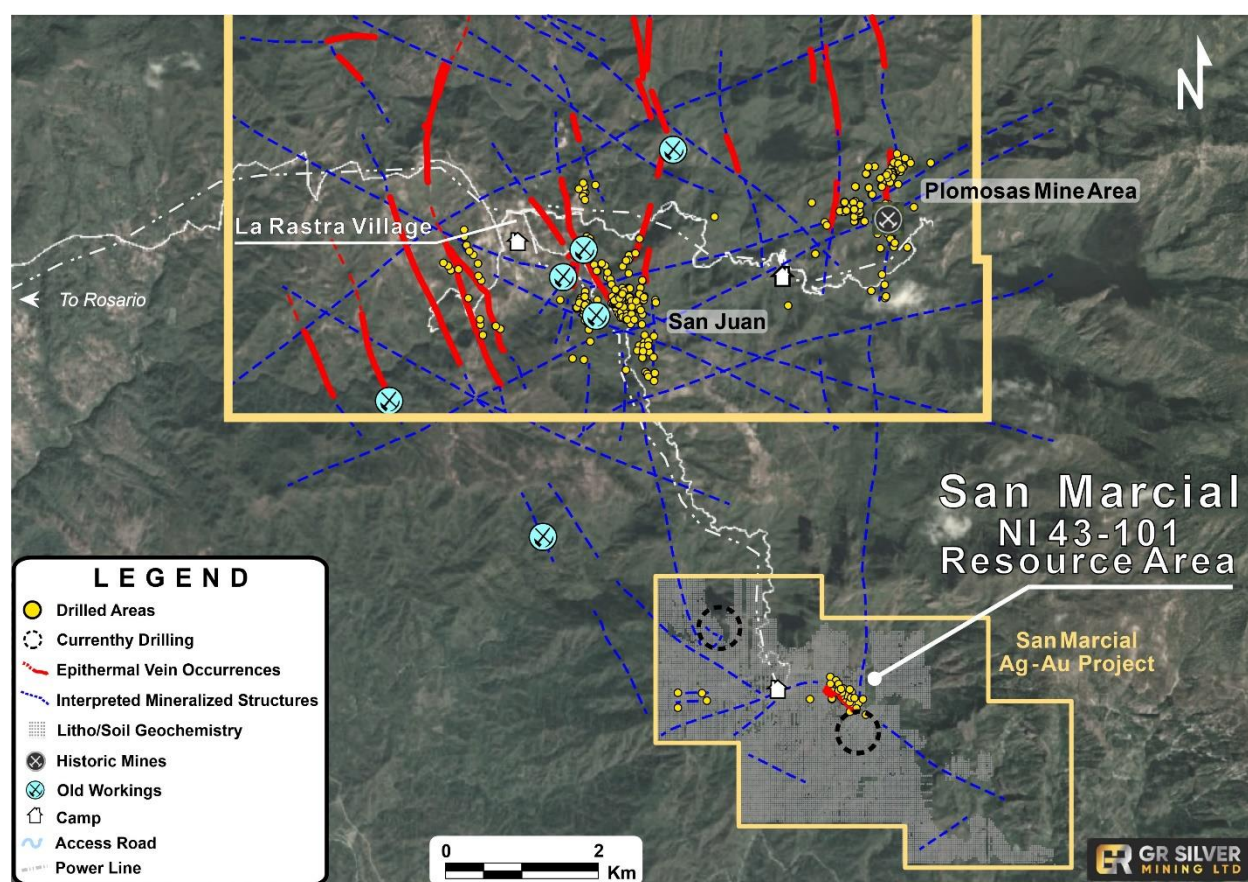 N
Plomosas Mine Area
La Rastra Village
To Rosario
San Juan
San Marcial
NI 43-101
Resource Area
San Marcial
Ag-Au Project
LEGEND
Drilled Areas
Currenthy Drilling
Epithermal Vein Occurrences
Interpreted Mineralized Structures
Litho/Soil Geochemistry
Historic Mines
Old Workings
Camp
Access Road
Power Line
0 2
Km
GR SILVER
MINING LTD